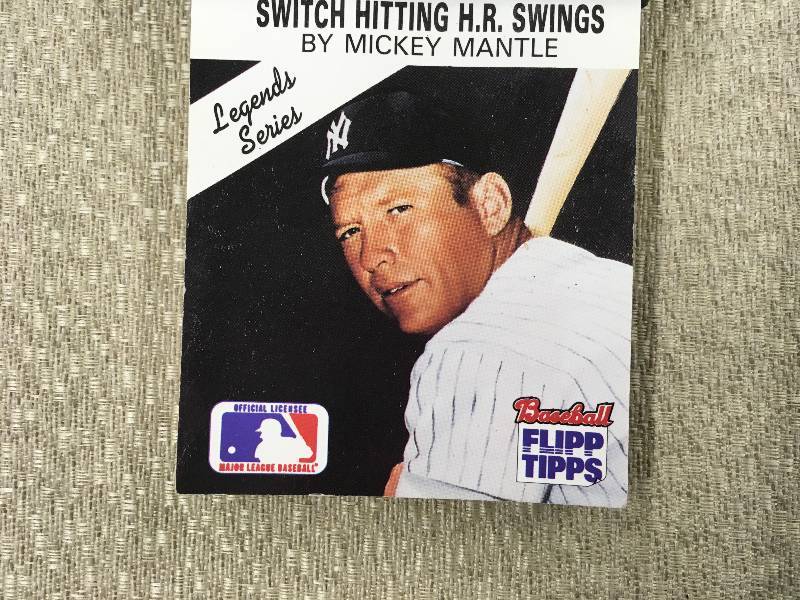 SWITCH HITTING H.R. SWINGS
BY MICKEY MANTLE
Legends
Series
NY
OFFICIAL LICENSEE
MAJOR LEAGUE BASEBALL®
Baseball
FLIPP
TIPPS